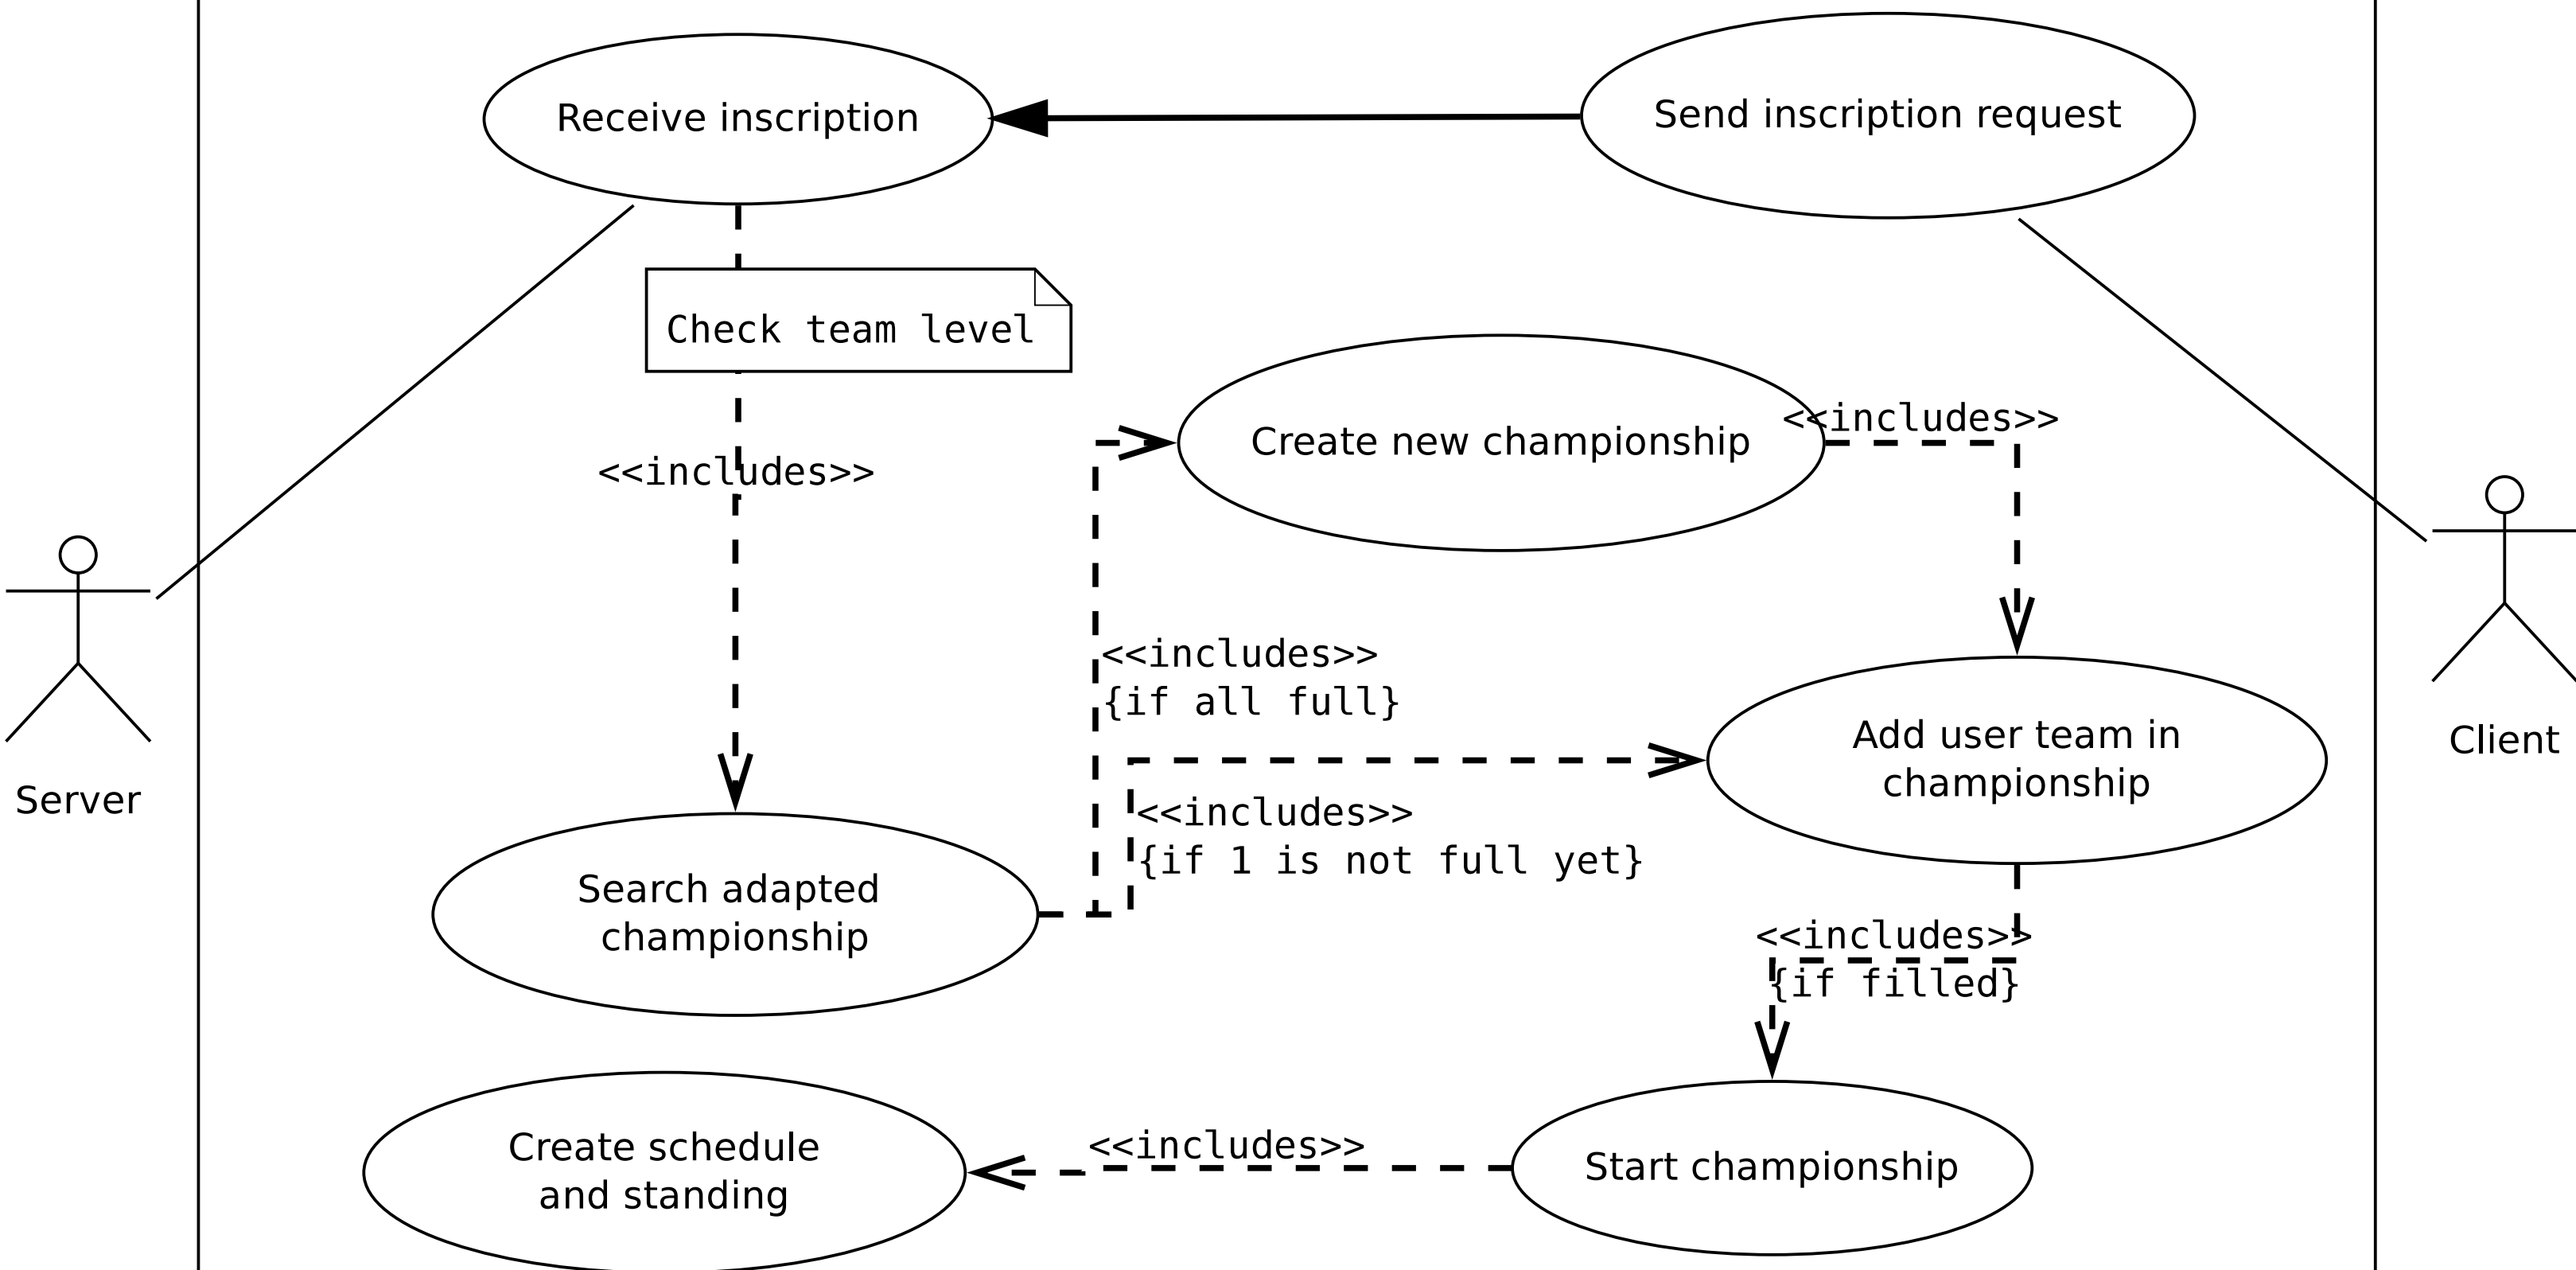 Receive inscription
Send inscription request
Check team level
<<includes>>
Create new championship
<<includes>>
<<includes>>
{if all full}
<<includes>>
{if 1 is not full yet}
Add user team in
championship
Client
Server
Search adapted
championship
<<includes>>
{if filled}
Create schedule
and standing
<<includes>>
Start championship